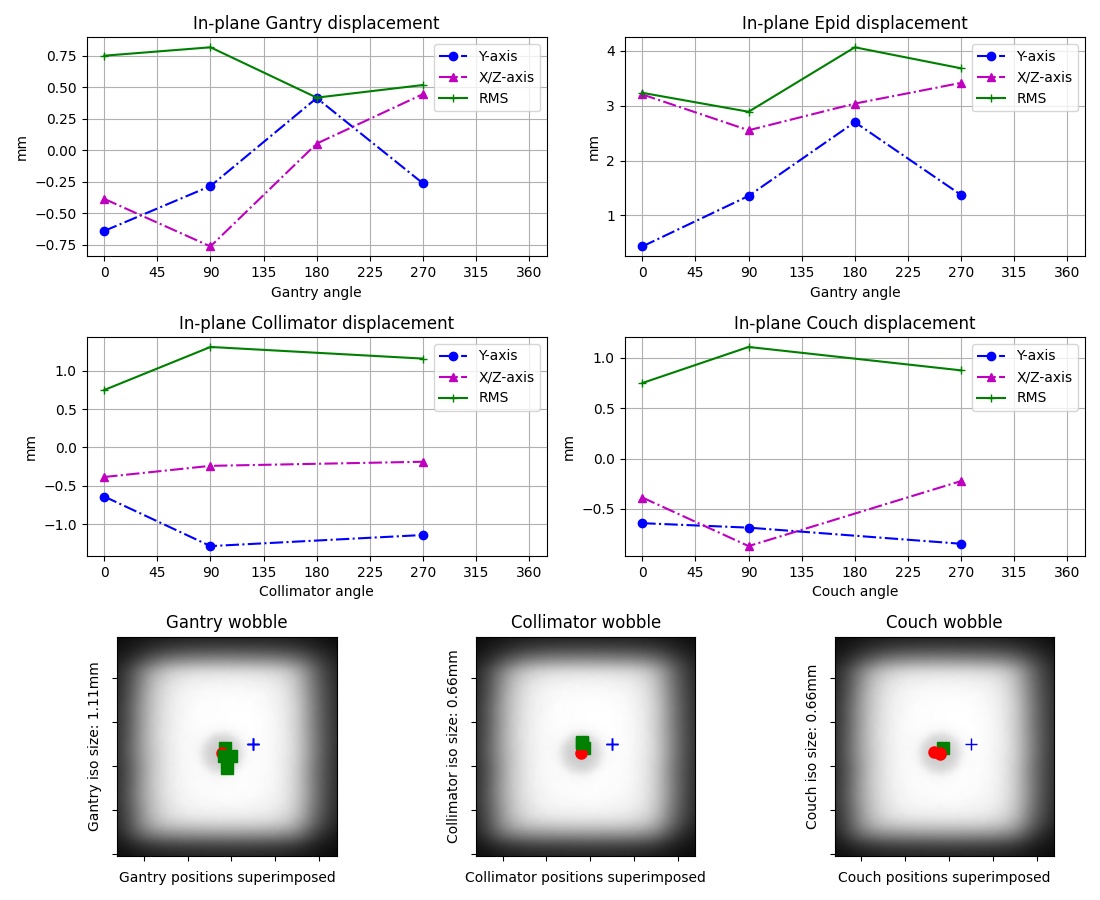 In-plane Gantry displacement
0.75
0.50
0.25
0.00
−0.25
−0.50
−0.75
mm
0 45 90 135 180 225 270 315 360
Gantry angle
Y-axis
X/Z-axis
RMS
In-plane Epid displacement
4
3
2
1
mm
0 45 90 135 180 225 270 315 360
Gantry angle
Y-axis
X/Z-axis
RMS
In-plane Collimator displacement
1.0
0.5
0.0
−0.5
−1.0
mm
0 45 90 135 180 225 270 315 360
Collimator angle
Y-axis
X/Z-axis
RMS
In-plane Couch displacement
1.0
0.5
0.0
−0.5
mm
0 45 90 135 180 225 270 315 360
Couch angle
Y-axis
X/Z-axis
RMS
Gantry wobble
Gantry iso size: 1.11mm
Gantry positions superimposed
Collimator wobble
Collimator iso size: 0.66mm
Collimator positions superimposed
Couch wobble
Couch iso size: 0.66mm
Couch positions superimposed